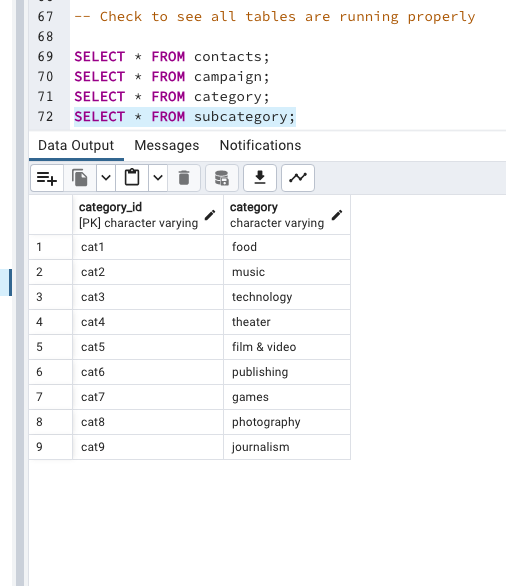 67 -- Check to see all tables are running properly
68
69 SELECT * FROM contacts;
70 SELECT * FROM campaign;
71 SELECT * FROM category;
72 SELECT * FROM subcategory;
Data Output Messages Notifications
category_id category
[PK] character varying character varying
1 cat1 food
2 cat2 music
3 cat3 technology
4 cat4 theater
5 cat5 film & video
6 cat6 publishing
7 cat7 games
8 cat8 photography
9 cat9 journalism